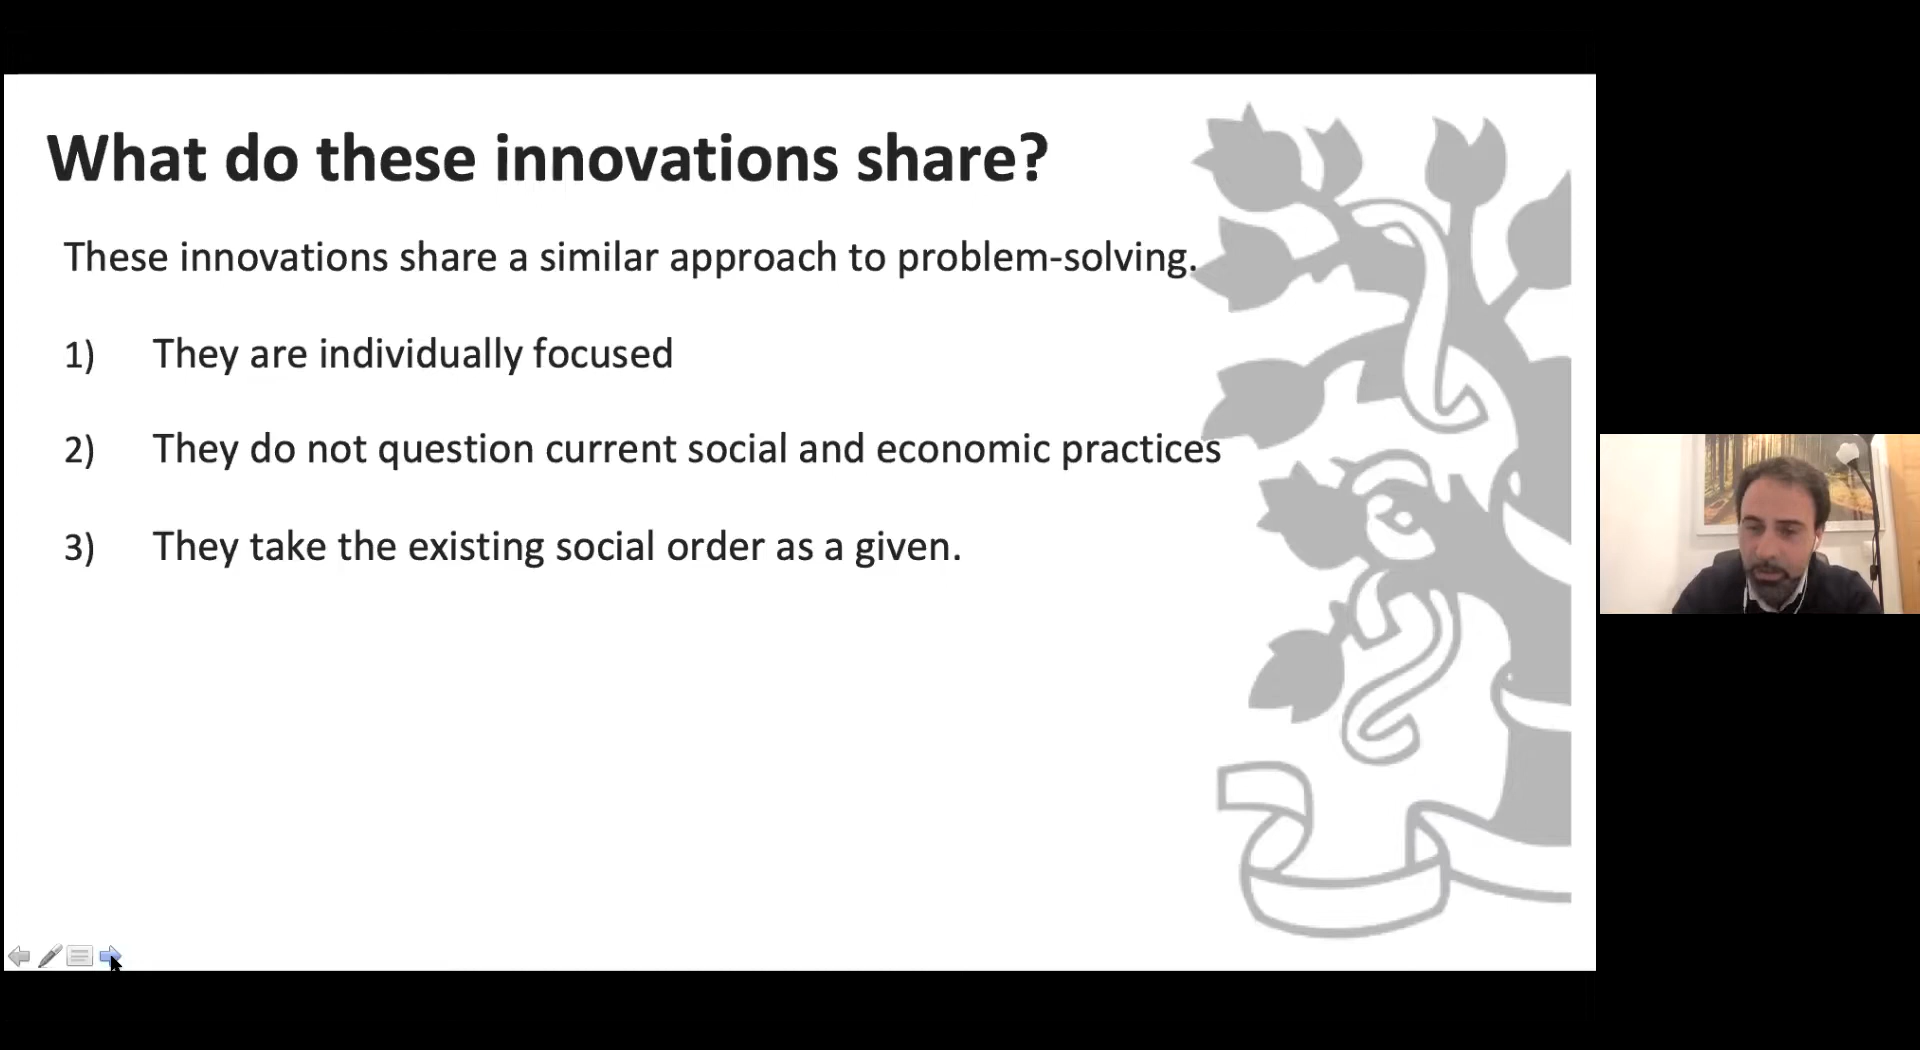 What do these innovations share?
These innovations share a similar approach to problem-solving.
1) They are individually focused
2) They do not question current social and economic practices
3) They take the existing social order as a given.